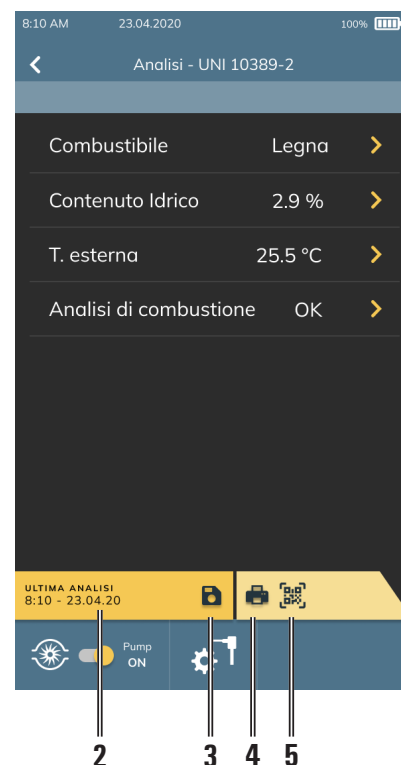 8:10 AM 23.04.2020 100%
Analisi - UNI 10389-2
Combustibile Legna
Contenuto Idrico 2.9 %
T. esterna 25.5 °C
Analisi di combustione OK
ULTIMA ANALISI
8:10 - 23.04.20
Pump
ON
2 3 4 5